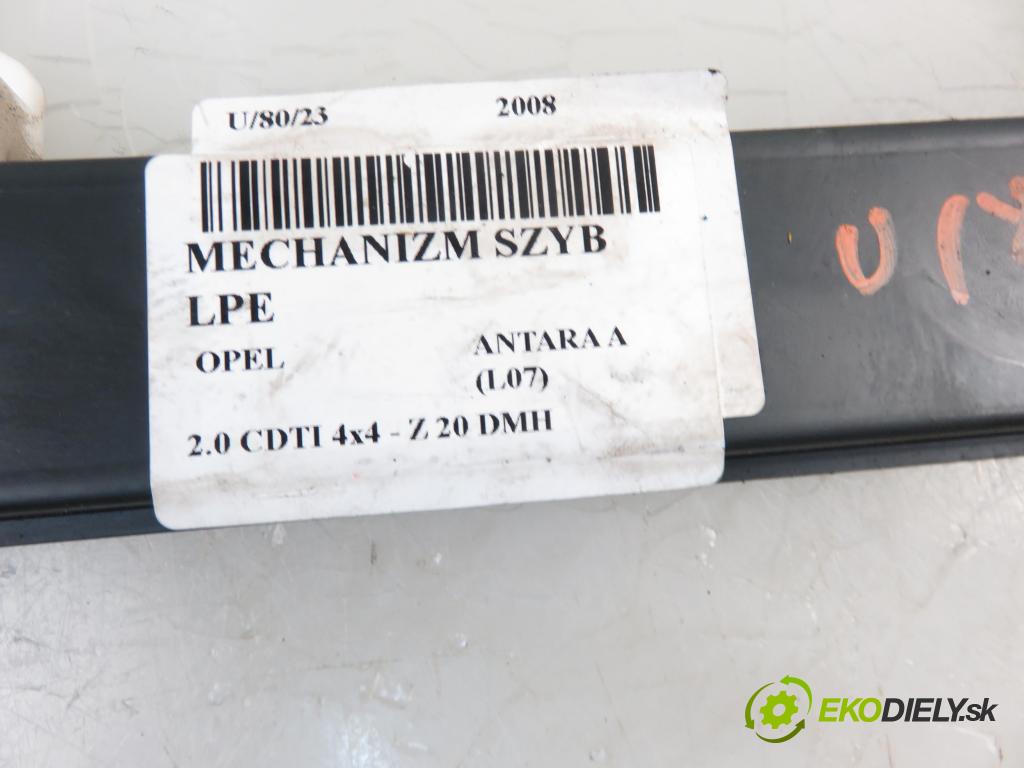 U/80/23 2008
MECHANIZM SZYB
LPE
OPEL ANTARA A
(L07)
2.0 CDTI 4x4 - Z 20 DMH
EKODIELY.sk